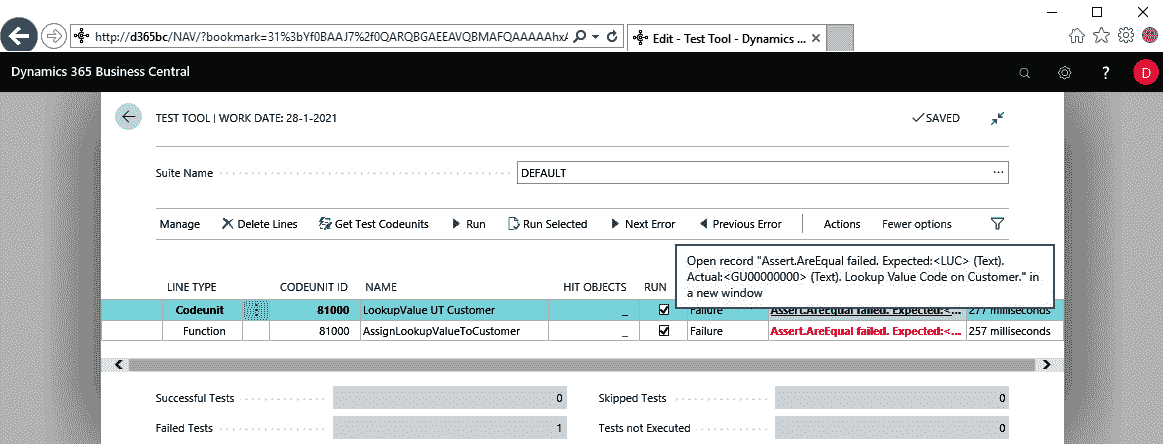 http://d365bc/NAV/?bookmark=31%3bYf0BAAJ7%2f0QARQBGAEEAVQBMAFQAAAAAhxA
Edit - Test Tool - Dynamics ...
Dynamics 365 Business Central
?
D
TEST TOOL | WORK DATE: 28-1-2021
SAVED
Suite Name
DEFAULT
...
Manage
Delete Lines
Get Test Codeunits
Run
Run Selected
Next Error
Previous Error
Actions
Fewer options
Open record "Assert.AreEqual failed. Expected:<LUC> (Text).
Actual:<GU00000000> (Text). Lookup Value Code on Customer." in
a new window
LINE TYPE CODEUNIT ID NAME HIT OBJECTS RUN
Codeunit 81000 LookupValue UT Customer _ Failure Assert.AreEqual failed. Expected:<... 277 milliseconds
Function 81000 AssignLookupValueToCustomer _ Failure Assert.AreEqual failed. Expected:<... 257 milliseconds
Successful Tests 0 Skipped Tests 0
Failed Tests 1 Tests not Executed 0